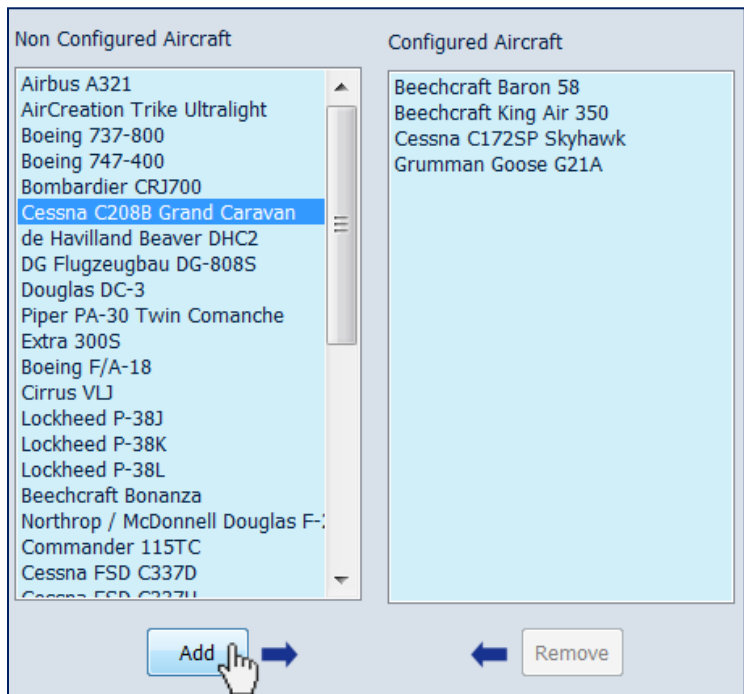 Non Configured Aircraft
Airbus A321
AirCreation Trike Ultralight
Boeing 737-800
Boeing 747-400
Bombardier CRJ700
Cessna C208B Grand Caravan
de Havilland Beaver DHC2
DG Flugzeugbau DG-808S
Douglas DC-3
Piper PA-30 Twin Comanche
Extra 300S
Boeing F/A-18
Cirrus VLJ
Lockheed P-38J
Lockheed P-38K
Lockheed P-38L
Beechcraft Bonanza
Northrop / McDonnell Douglas
Commander 115TC
Cessna FSD C337D
Cessna FSD
Configured Aircraft
Beechcraft Baron 58
Beechcraft King Air 350
Cessna C172SP Skyhawk
Grumman Goose G21A
Add
Remove